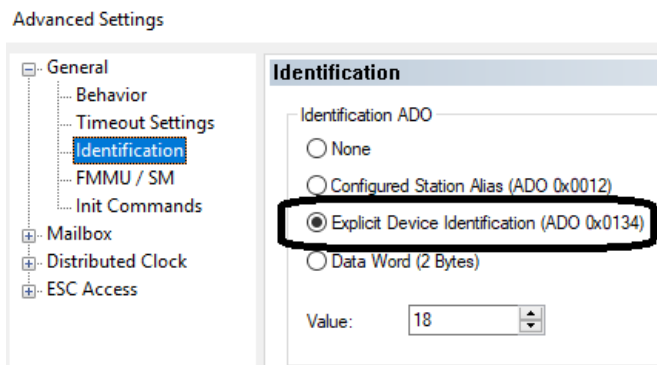 Advanced Settings
General
Behavior
Timeout Settings
Identification
FMMU / SM
Init Commands
Mailbox
Distributed Clock
ESC Access
Identification
Identification ADO
None
Configured Station Alias (ADO 0x0012)
Explicit Device Identification (ADO 0x0134)
Data Word (2 Bytes)
Value: 18